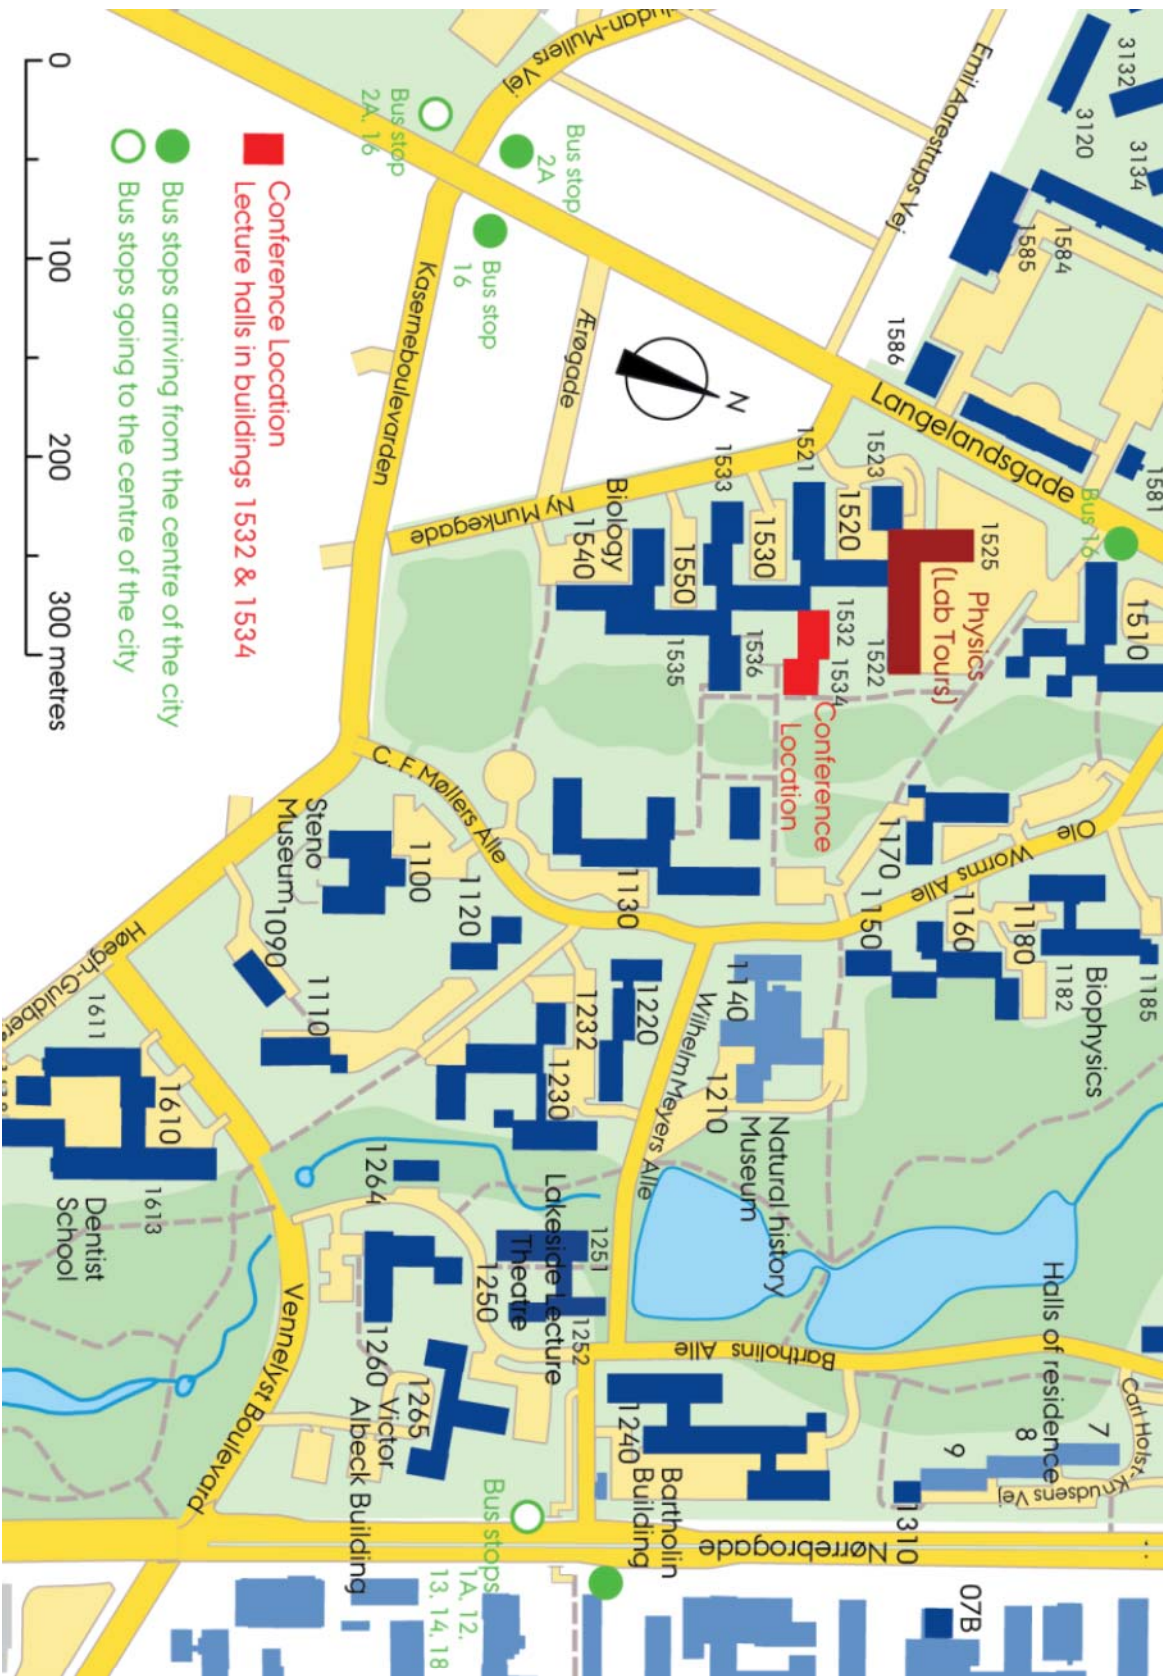 0
100
200
300 metres
Conference Location
Lecture halls in buildings 1532 & 1534
Bus stops arriving from the centre of the city
Bus stops going to the centre of the city
Bus stop
2A, 16
Bus stop
2A
Bus stop
16
Emil Aarestrups Vej
Langelandsgade
Kaserneboulevarden
Ærøgade
Ny Munkegade
N
3132
3120
3134
1585
1584
1586
1581
Bus 16
1523
1521
1533
1520
1530
1550
Biology
1540
1525
Physics
(Lab Tours)
1510
1532
1534
1522
1536
1535
Conference
Location
C. F. Møllers Alle
Steno
Museum
1100
1120
1130
1170
1150
1160
1180
1182
1185
Biophysics
Ole Worms Alle
1090
1110
1140
1220
1232
1230
1210
Natural history
Museum
Wilhelm Meyers Alle
1611
1610
1613
Dentist
School
1264
Lakeside Lecture
Theatre
1251
1250
1252
1260
1265
Victor
Albeck Building
Vennelyst Boulevard
Bartholins Alle
1240
Bartholin
Building
Halls of residence
7
8
9
1310
Nørrebrogade
Bus stops
1A, 12,
13, 14, 18
07B